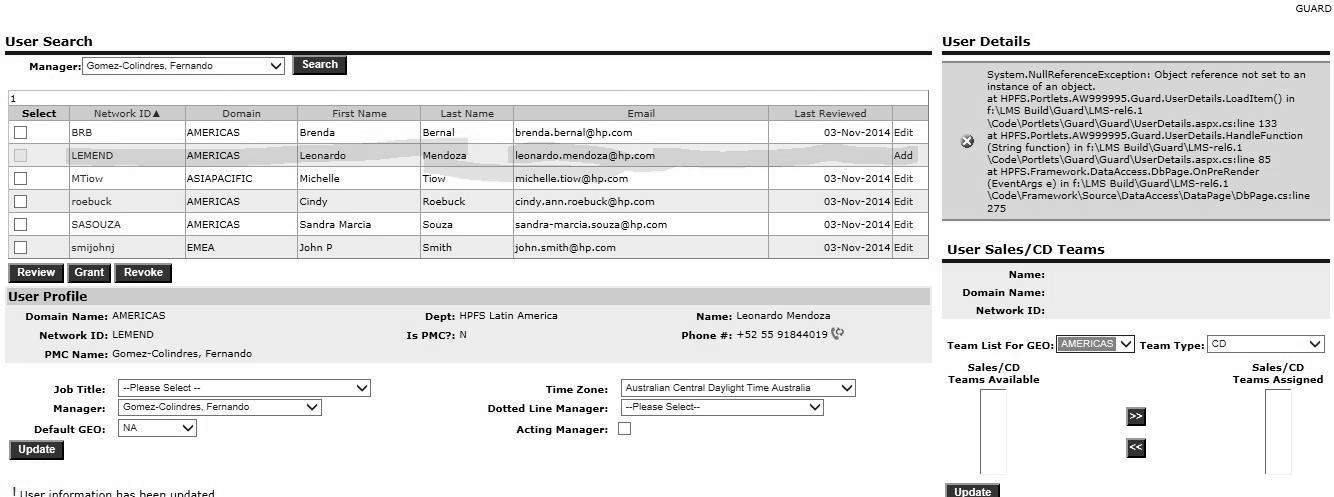 GUARD
User Search
Manager: Gomez-Colindres, Fernando Search
1
Select Network ID▲ Domain First Name Last Name Email Last Reviewed
BRB AMERICAS Brenda Bernal brenda.bernal@hp.com 03-Nov-2014 Edit
LEMEND AMERICAS Leonardo Mendoza leonardo.mendoza@hp.com Add
MTiow ASIAPACIFIC Michelle Tiow michelle.tiow@hp.com 03-Nov-2014 Edit
roebuck AMERICAS Cindy Roebuck cindy.ann.roebuck@hp.com 03-Nov-2014 Edit
SASOUZA AMERICAS Sandra Marcia Souza sandra-marcia.souza@hp.com 03-Nov-2014 Edit
smijohnj EMEA John P Smith john.smith@hp.com 03-Nov-2014 Edit
Review Grant Revoke
User Profile
Domain Name: AMERICAS Dept: HPFS Latin America Name: Leonardo Mendoza
Network ID: LEMEND Is PMC?: N Phone #: +52 55 91844019
PMC Name: Gomez-Colindres, Fernando
Job Title: --Please Select -- Time Zone: Australian Central Daylight Time Australia
Manager: Gomez-Colindres, Fernando Dotted Line Manager: --Please Select--
Default GEO: NA Acting Manager:
Update
! User information has been updated
User Details
System.NullReferenceException: Object reference not set to an
instance of an object.
at HPFS.Portlets.AW999995.Guard.UserDetails.LoadItem() in
f:\LMS Build\Guard\LMS-rel6.1
\Code\Portlets\Guard\Guard\UserDetails.aspx.cs:line 133
at HPFS.Portlets.AW999995.Guard.UserDetails.HandleFunction
(String function) in f:\LMS Build\Guard\LMS-rel6.1
\Code\Portlets\Guard\Guard\UserDetails.aspx.cs:line 85
at HPFS.Framework.DataAccess.DbPage.OnPreRender
(EventArgs e) in f:\LMS Build\Guard\LMS-rel6.1
\Code\Framework\Source\DataAccess\DataPage\DbPage.cs:line
275
User Sales/CD Teams
Name:
Domain Name:
Network ID:
Team List For GEO: AMERICAS Team Type: CD
Sales/CD Sales/CD
Teams Available Teams Assigned
>>
<<
Update